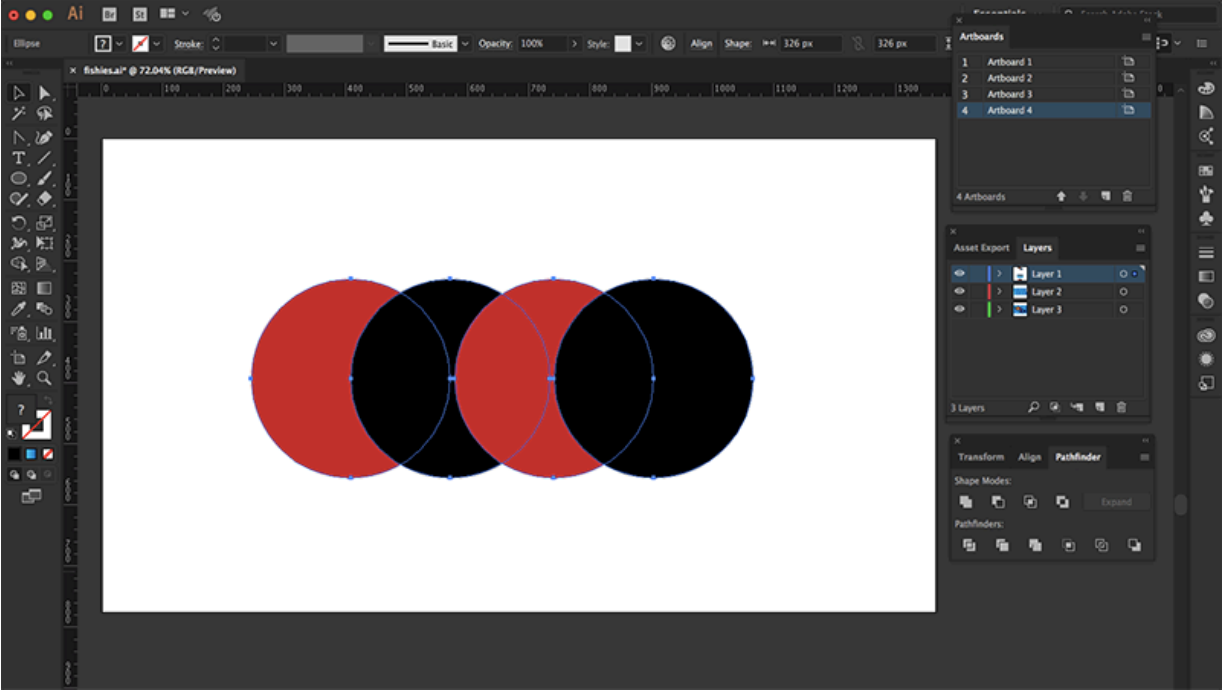 Ai Br St
Ellipse ? Stroke: Basic Opacity: 100% Style: Align Shape: 326 px 326 px
× fishies.ai* @ 72.04% (RGB/Preview)
0 100 200 300 400 500 600 700 800 900 1000 1100 1200 1300
Artboards
1 Artboard 1
2 Artboard 2
3 Artboard 3
4 Artboard 4
4 Artboards
Asset Export Layers
Layer 1
Layer 2
Layer 3
3 Layers
Transform Align Pathfinder
Shape Modes:
Expand
Pathfinders:
T
?